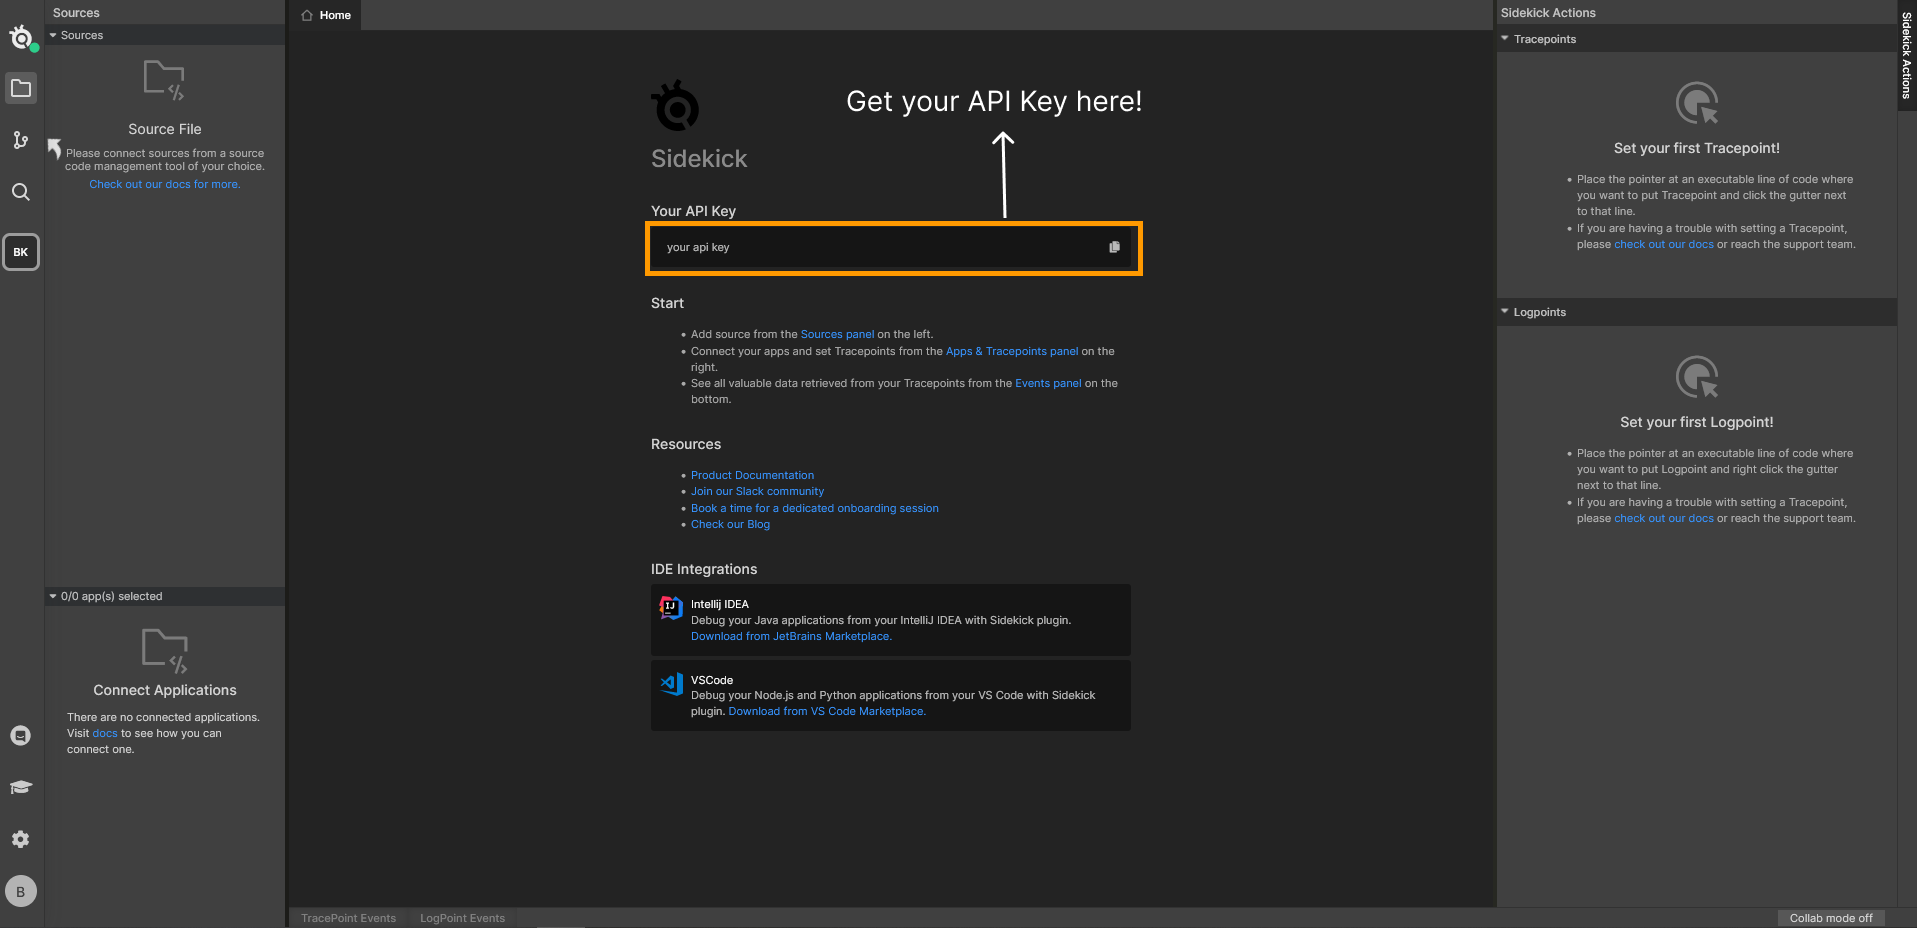 Sources
Sources
Source File
Please connect sources from a source
code management tool of your choice.
Check out our docs for more.
BK
0/0 app(s) selected
Connect Applications
There are no connected applications.
Visit docs to see how you can
connect one.
B
Home
Get your API Key here!
Sidekick
Your API Key
your api key
Start
• Add source from the Sources panel on the left.
• Connect your apps and set Tracepoints from the Apps & Tracepoints panel on the
right.
• See all valuable data retrieved from your Tracepoints from the Events panel on the
bottom.
Resources
• Product Documentation
• Join our Slack community
• Book a time for a dedicated onboarding session
• Check our Blog
IDE Integrations
IJ
Intellij IDEA
Debug your Java applications from your IntelliJ IDEA with Sidekick plugin.
Download from JetBrains Marketplace.
VSCode
Debug your Node.js and Python applications from your VS Code with Sidekick
plugin. Download from VS Code Marketplace.
TracePoint Events
LogPoint Events
Sidekick Actions
Tracepoints
Set your first Tracepoint!
• Place the pointer at an executable line of code where
you want to put Tracepoint and click the gutter next
to that line.
• If you are having a trouble with setting a Tracepoint,
please check out our docs or reach the support team.
Logpoints
Set your first Logpoint!
• Place the pointer at an executable line of code where
you want to put Logpoint and right click the gutter
next to that line.
• If you are having a trouble with setting a Tracepoint,
please check out our docs or reach the support team.
Sidekick Actions
Collab mode off